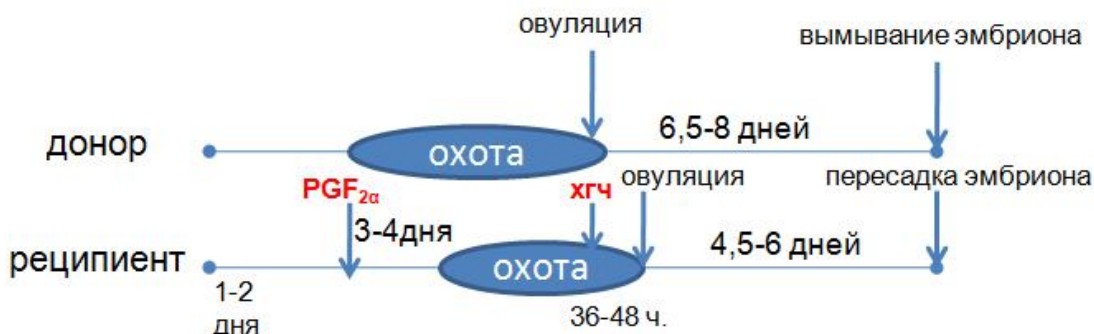 овуляция
вымывание эмбриона
донор
охота
6,5-8 дней
PGF2α
хгч
овуляция
пересадка эмбриона
3-4дня
реципиент
охота
4,5-6 дней
1-2
дня
36-48 ч.